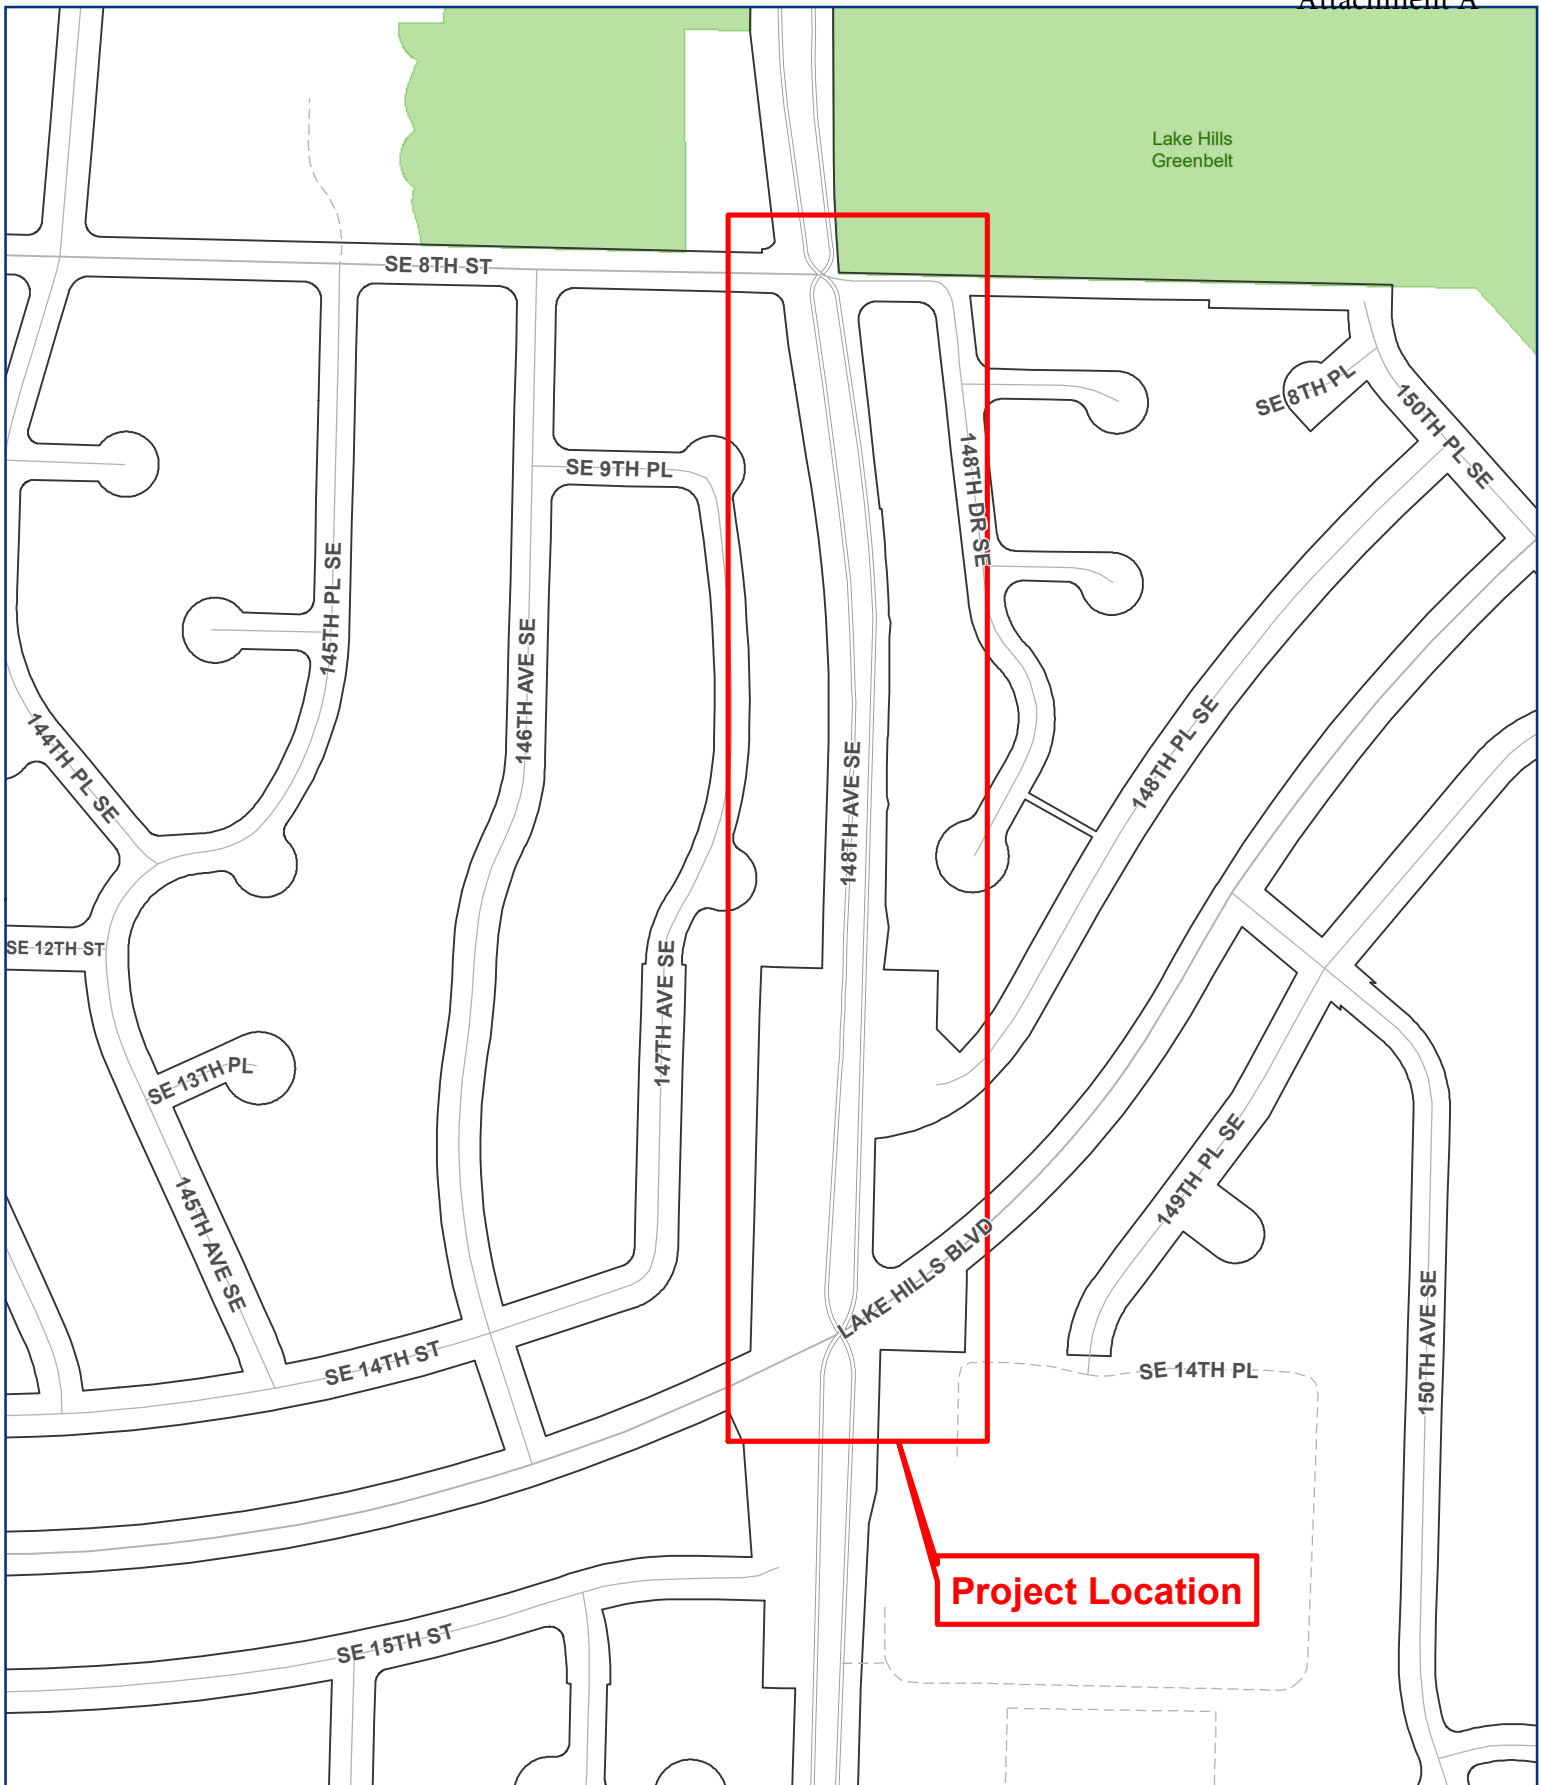 Attachment A
Lake Hills
Greenbelt
SE 8TH ST
SE 8TH PL
150TH PL SE
SE 9TH PL
148TH DR SE
145TH PL SE
146TH AVE SE
144TH PL SE
148TH AVE SE
148TH PL SE
SE 12TH ST
147TH AVE SE
SE 13TH PL
145TH AVE SE
149TH PL SE
LAKE HILLS BLVD
SE 14TH ST
SE 14TH PL
150TH AVE SE
Project Location
SE 15TH ST